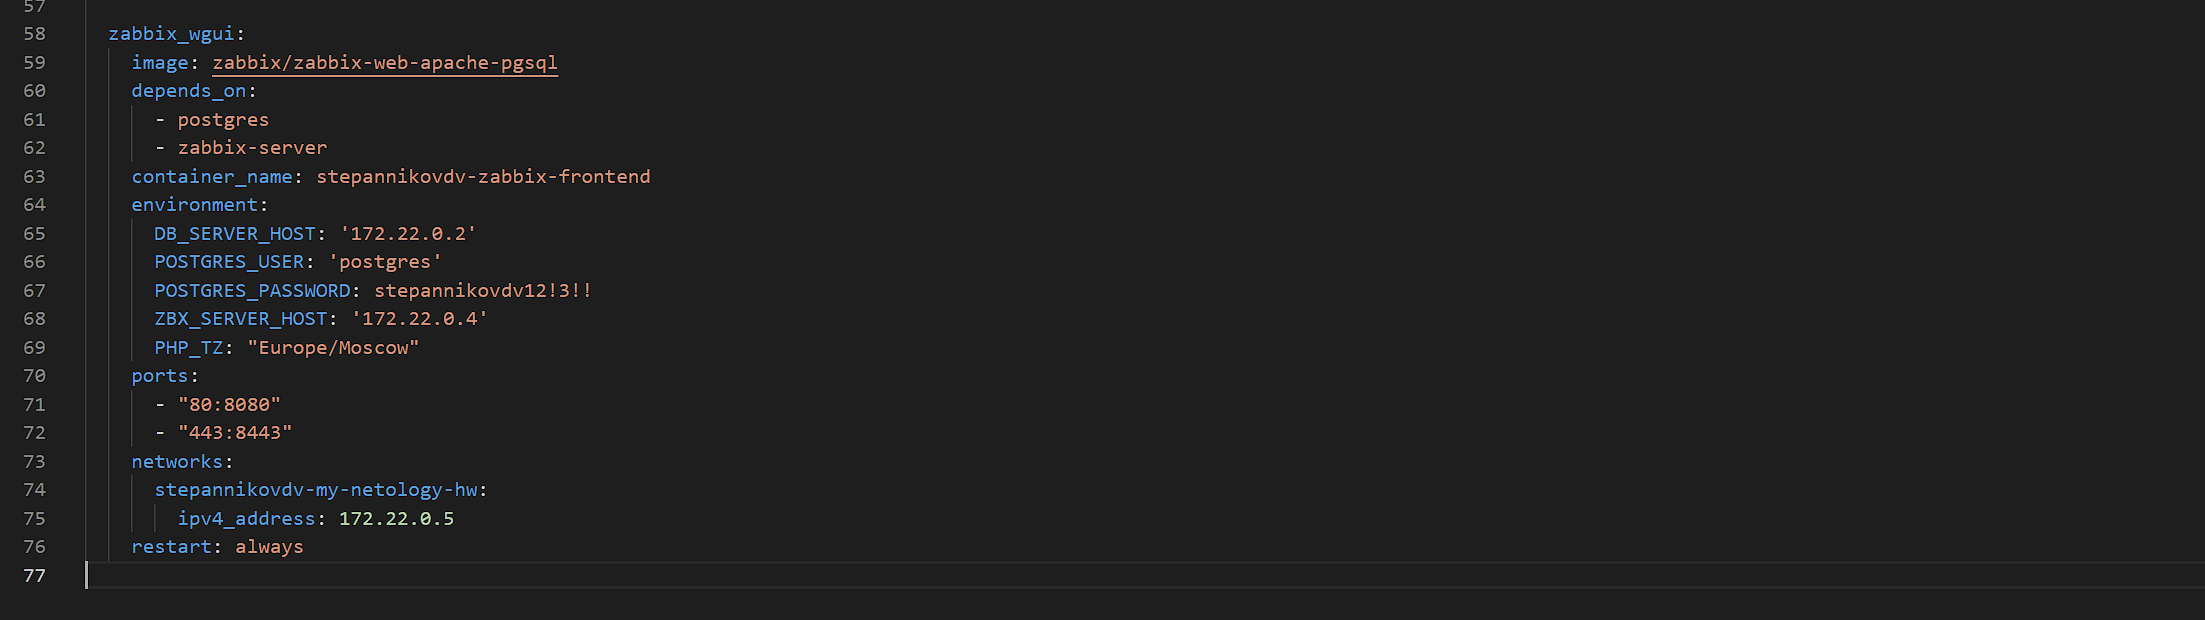 57
58 zabbix_wgui:
59 image: zabbix/zabbix-web-apache-pgsql
60 depends_on:
61 - postgres
62 - zabbix-server
63 container_name: stepannikovdv-zabbix-frontend
64 environment:
65 DB_SERVER_HOST: '172.22.0.2'
66 POSTGRES_USER: 'postgres'
67 POSTGRES_PASSWORD: stepannikovdv12!3!!
68 ZBX_SERVER_HOST: '172.22.0.4'
69 PHP_TZ: "Europe/Moscow"
70 ports:
71 - "80:8080"
72 - "443:8443"
73 networks:
74 stepannikovdv-my-netology-hw:
75 ipv4_address: 172.22.0.5
76 restart: always
77